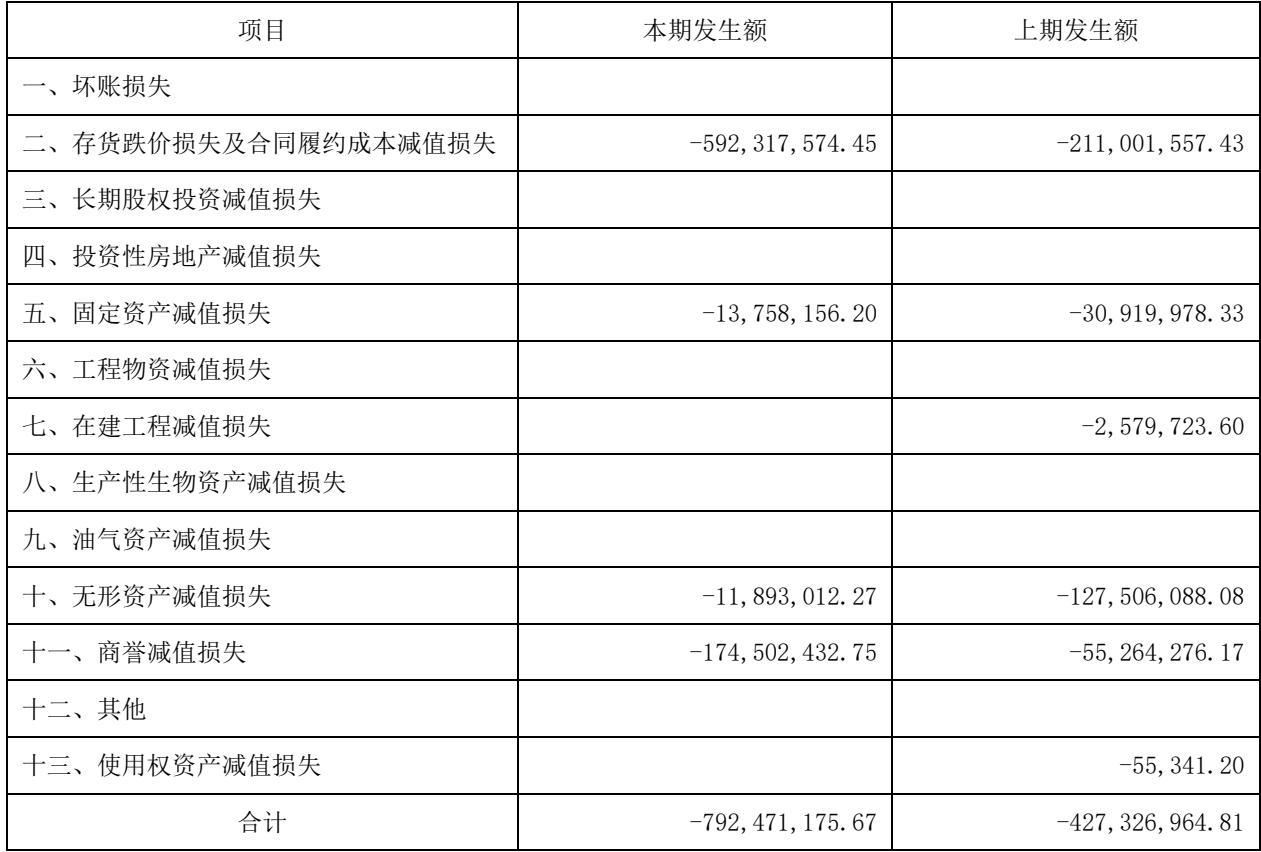 项目 本期发生额 上期发生额
一、坏账损失
二、存货跌价损失及合同履约成本减值损失 -592,317,574.45 -211,001,557.43
三、长期股权投资减值损失
四、投资性房地产减值损失
五、固定资产减值损失 -13,758,156.20 -30,919,978.33
六、工程物资减值损失
七、在建工程减值损失 -2,579,723.60
八、生产性生物资产减值损失
九、油气资产减值损失
十、无形资产减值损失 -11,893,012.27 -127,506,088.08
十一、商誉减值损失 -174,502,432.75 -55,264,276.17
十二、其他
十三、使用权资产减值损失 -55,341.20
合计 -792,471,175.67 -427,326,964.81